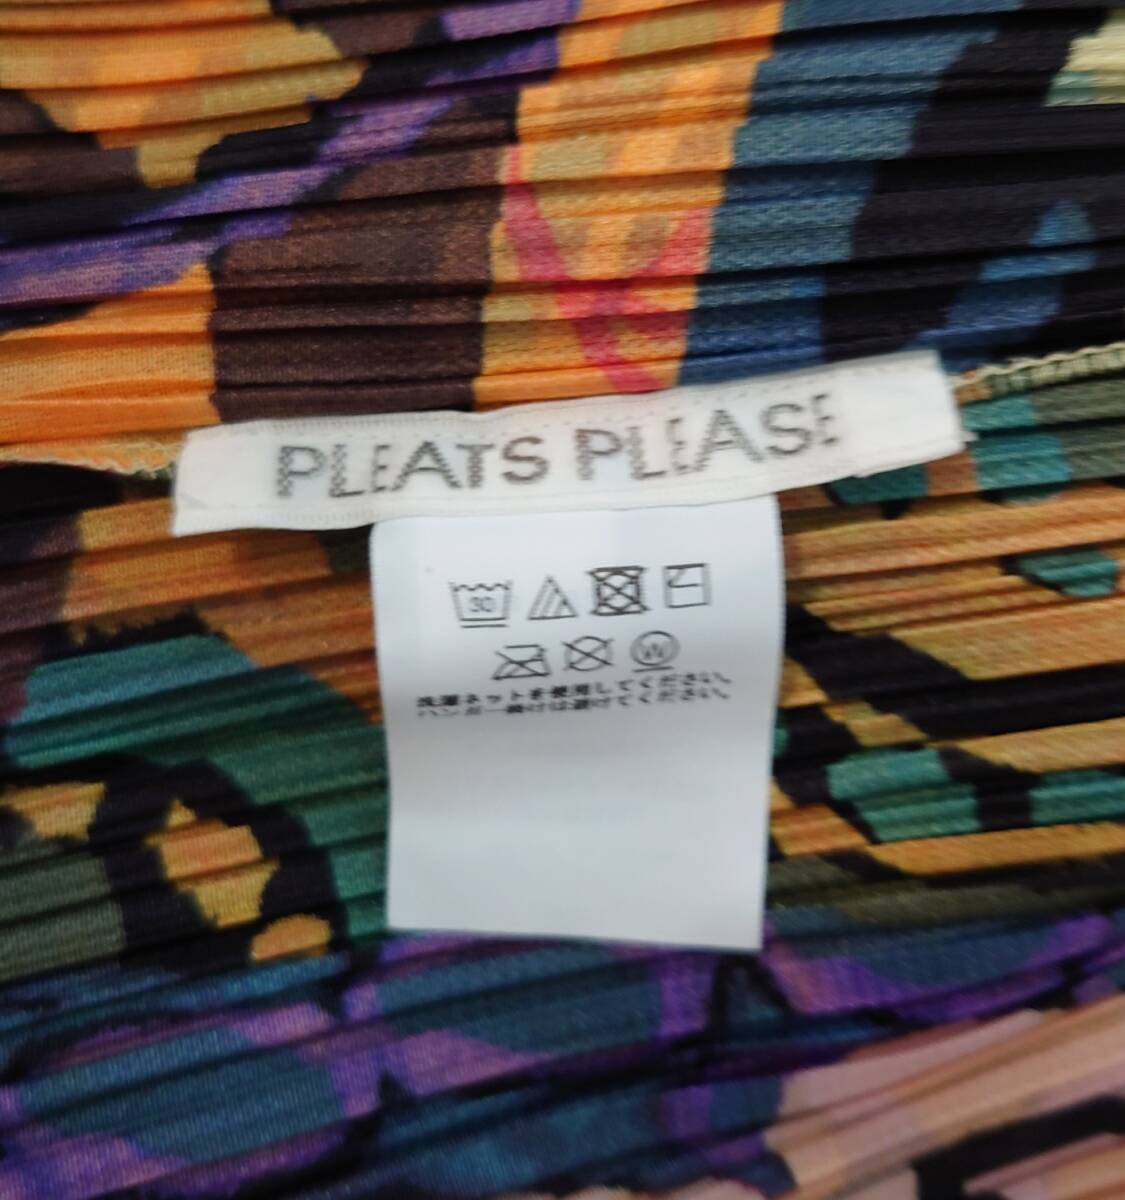 PLEATS PLEASE
30
W
洗濯ネットを使用してください。
ハンガー掛けは避けてください。